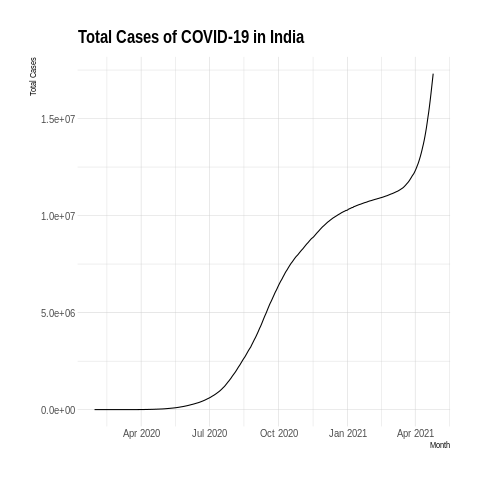 Total Cases of COVID-19 in India
Total Cases
1.5e+07
1.0e+07
5.0e+06
0.0e+00
Apr 2020 Jul 2020 Oct 2020 Jan 2021 Apr 2021
Month